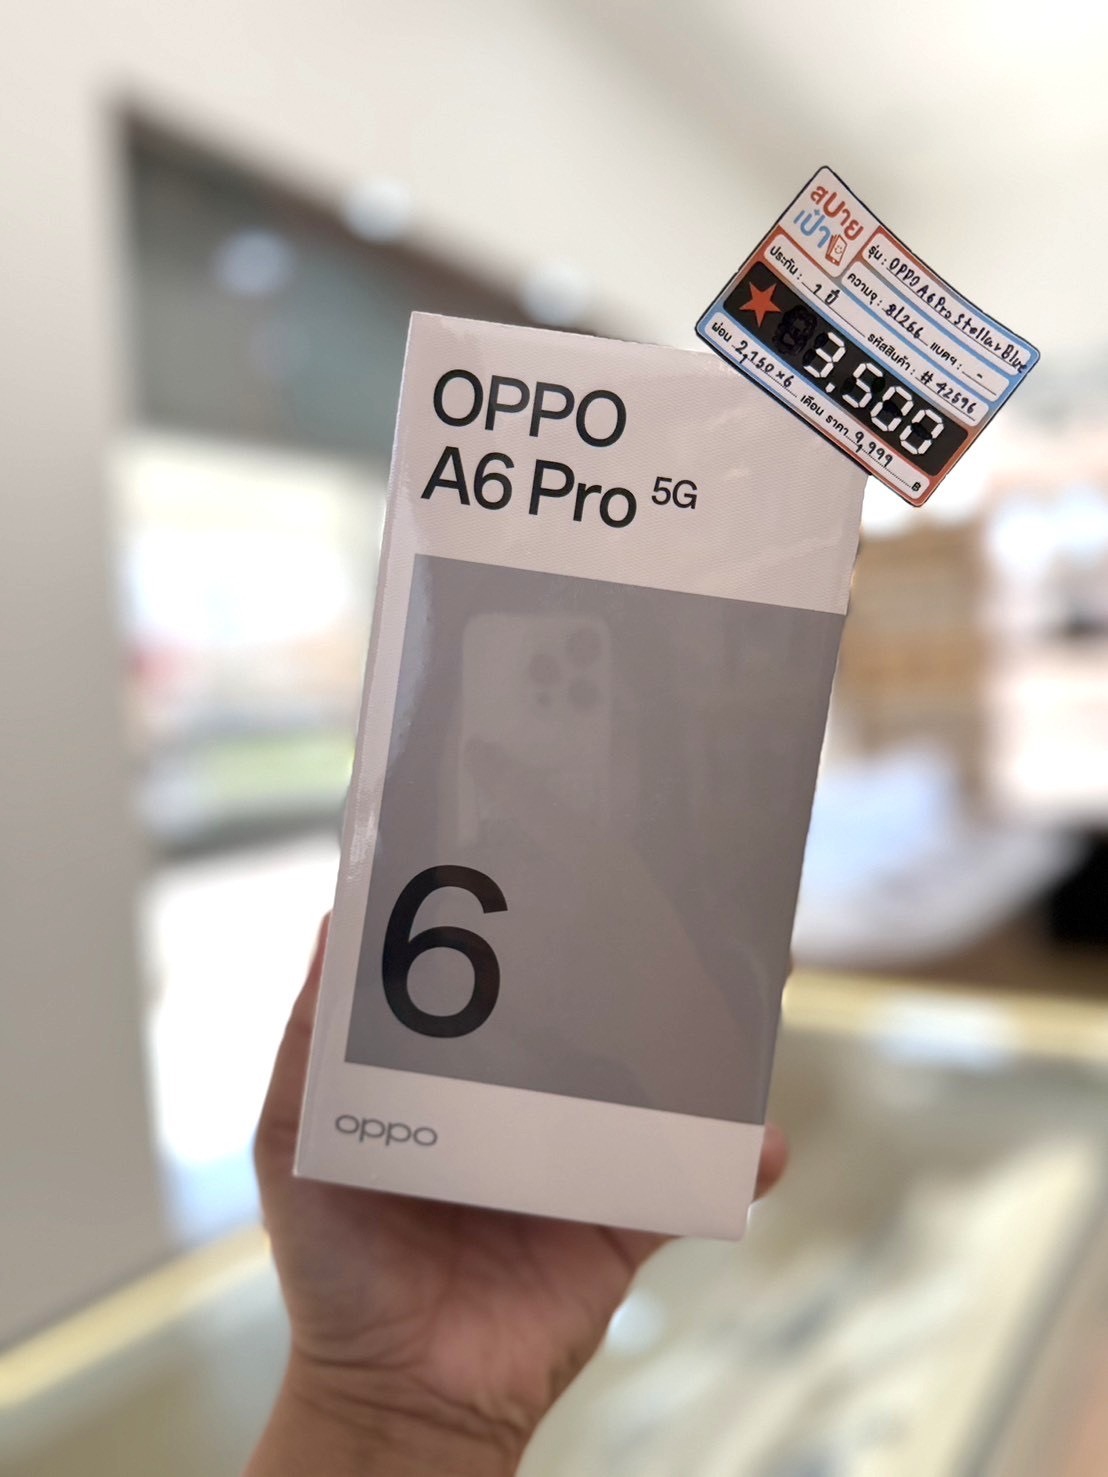 สบาย
เป๋า
รุ่น : OPPO A6 Pro Stellar Blue
ความจุ : 8/256 แบตฯ : -
ประกัน : 1 ปี รหัสสินค้า : # 42596
3,500
ผ่อน 2,160 x 6 เดือน ราคา 9,999 ฿
OPPO
A6 Pro 5G
6
oppo